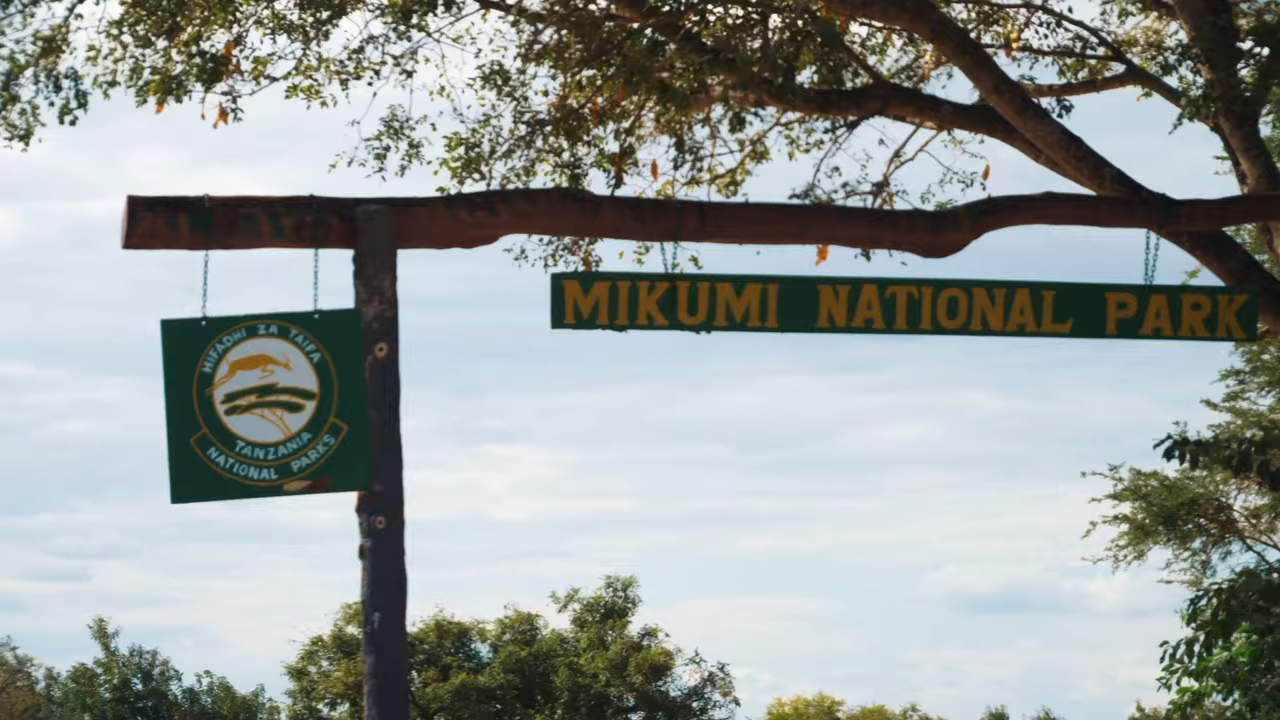 MIKUMI NATIONAL PARK
HIFADHI ZA TAIFA
TANZANIA
NATIONAL PARKS